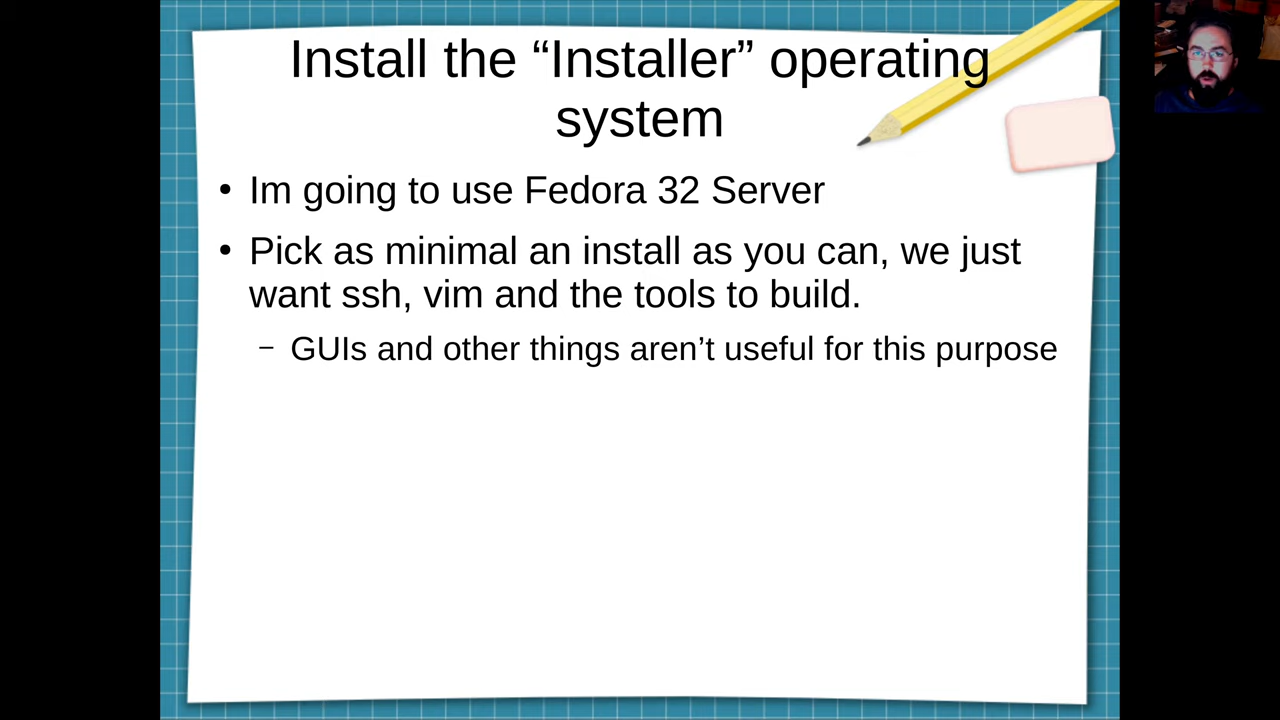 Install the “Installer” operating
system
• Im going to use Fedora 32 Server
• Pick as minimal an install as you can, we just
want ssh, vim and the tools to build.
– GUIs and other things aren’t useful for this purpose